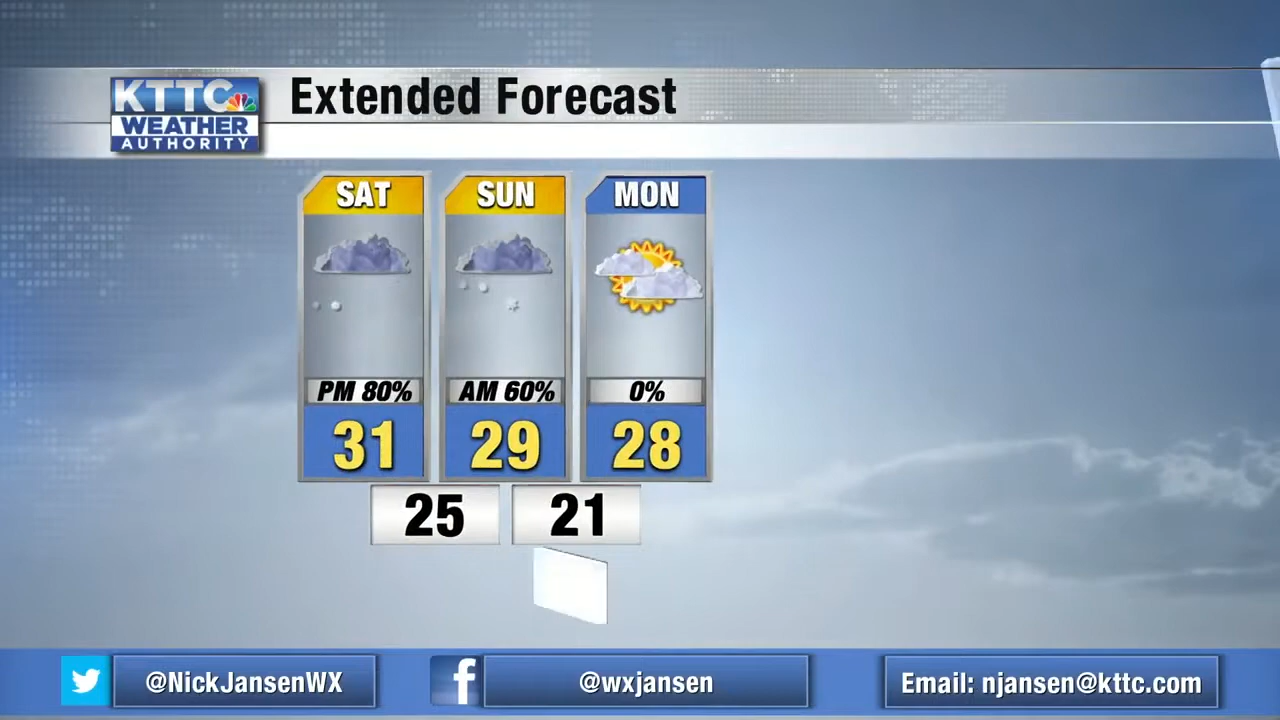 KTTC
WEATHER
AUTHORITY
Extended Forecast
SAT
SUN
MON
PM 80%
AM 60%
0%
31
29
28
25
21
@NickJansenWX
@wxjansen
Email: njansen@kttc.com